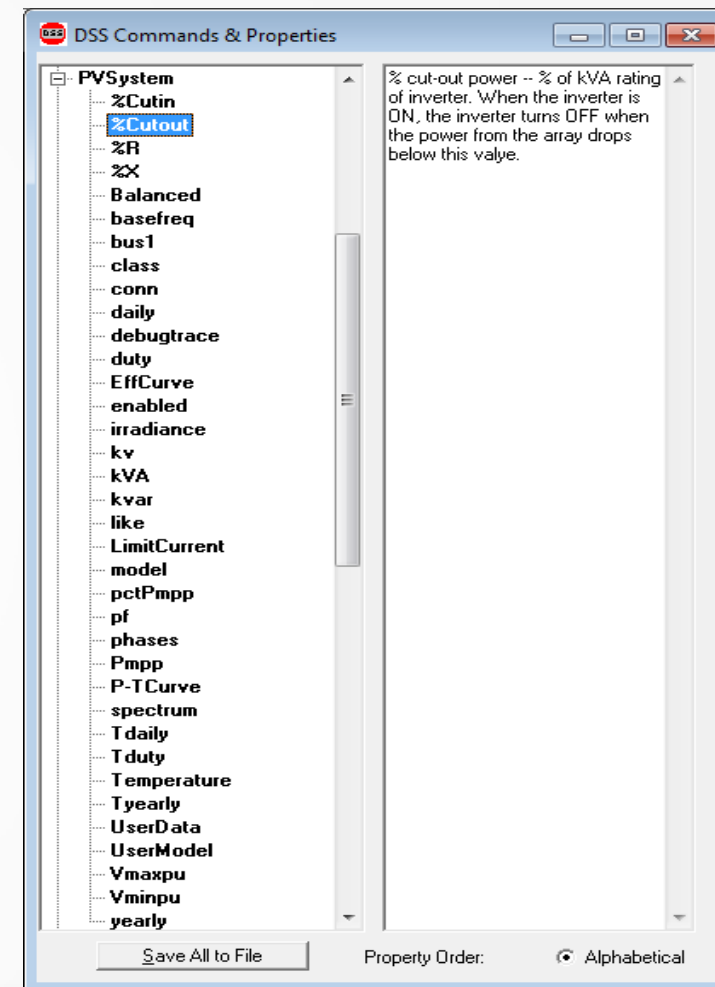 DSS DSS Commands & Properties
PVSystem
%Cutin
%Cutout
%R
%X
Balanced
basefreq
bus1
class
conn
daily
debugtrace
duty
EffCurve
enabled
irradiance
kv
kVA
kvar
like
LimitCurrent
model
pctPmpp
pf
phases
Pmpp
P-TCurve
spectrum
Tdaily
Tduty
Temperature
Tyearly
UserData
UserModel
Vmaxpu
Vminpu
yearly
% cut-out power -- % of kVA rating
of inverter. When the inverter is
ON, the inverter turns OFF when
the power from the array drops
below this valye.
Save All to File
Property Order:
Alphabetical